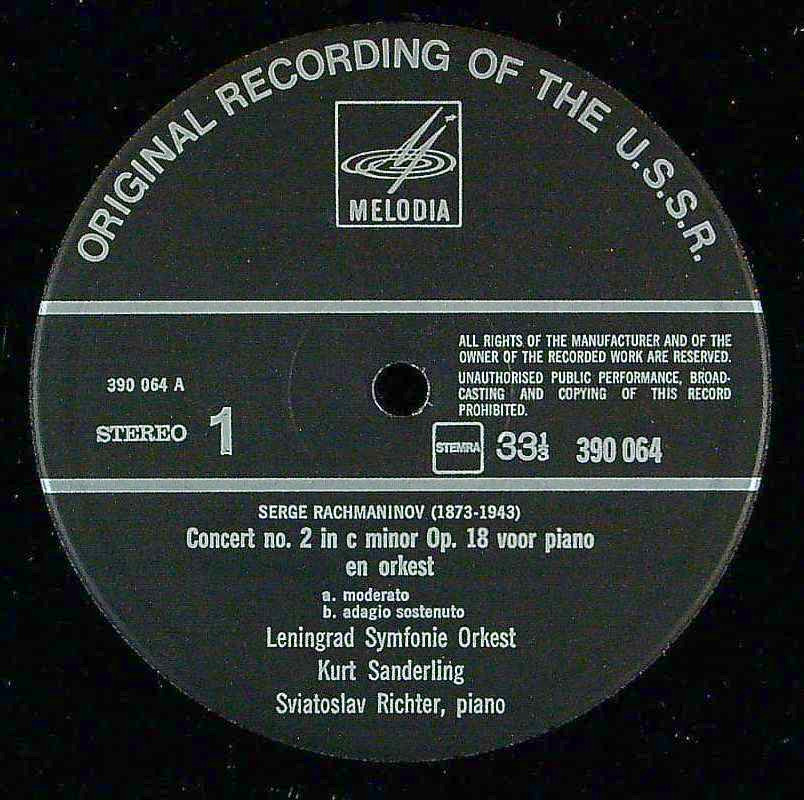 ORIGINAL RECORDING OF THE U.S.S.R.
MELODIA
ALL RIGHTS OF THE MANUFACTURER AND OF THE
OWNER OF THE RECORDED WORK ARE RESERVED.
UNAUTHORISED PUBLIC PERFORMANCE, BROAD-
CASTING AND COPYING OF THIS RECORD
PROHIBITED.
390 064 A
STEREO 1
STEMRA 33⅓ 390 064
SERGE RACHMANINOV (1873-1943)
Concert no. 2 in c minor Op. 18 voor piano
en orkest
a. moderato
b. adagio sostenuto
Leningrad Symfonie Orkest
Kurt Sanderling
Sviatoslav Richter, piano